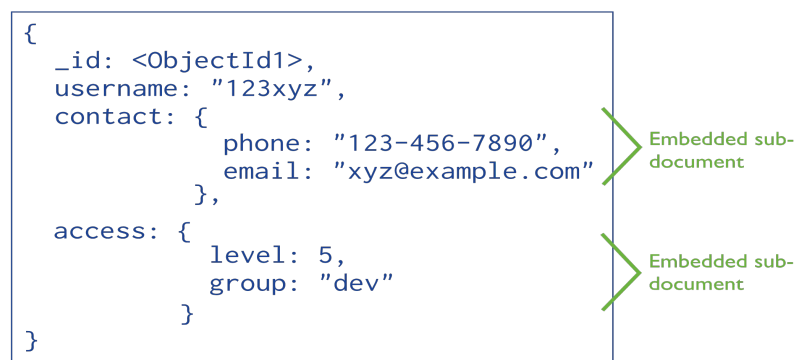 {
  _id: <ObjectId1>,
  username: "123xyz",
  contact: {
            phone: "123-456-7890",
            email: "xyz@example.com"
          },
Embedded sub-
document
  access: {
           level: 5,
           group: "dev"
         }
Embedded sub-
document
}